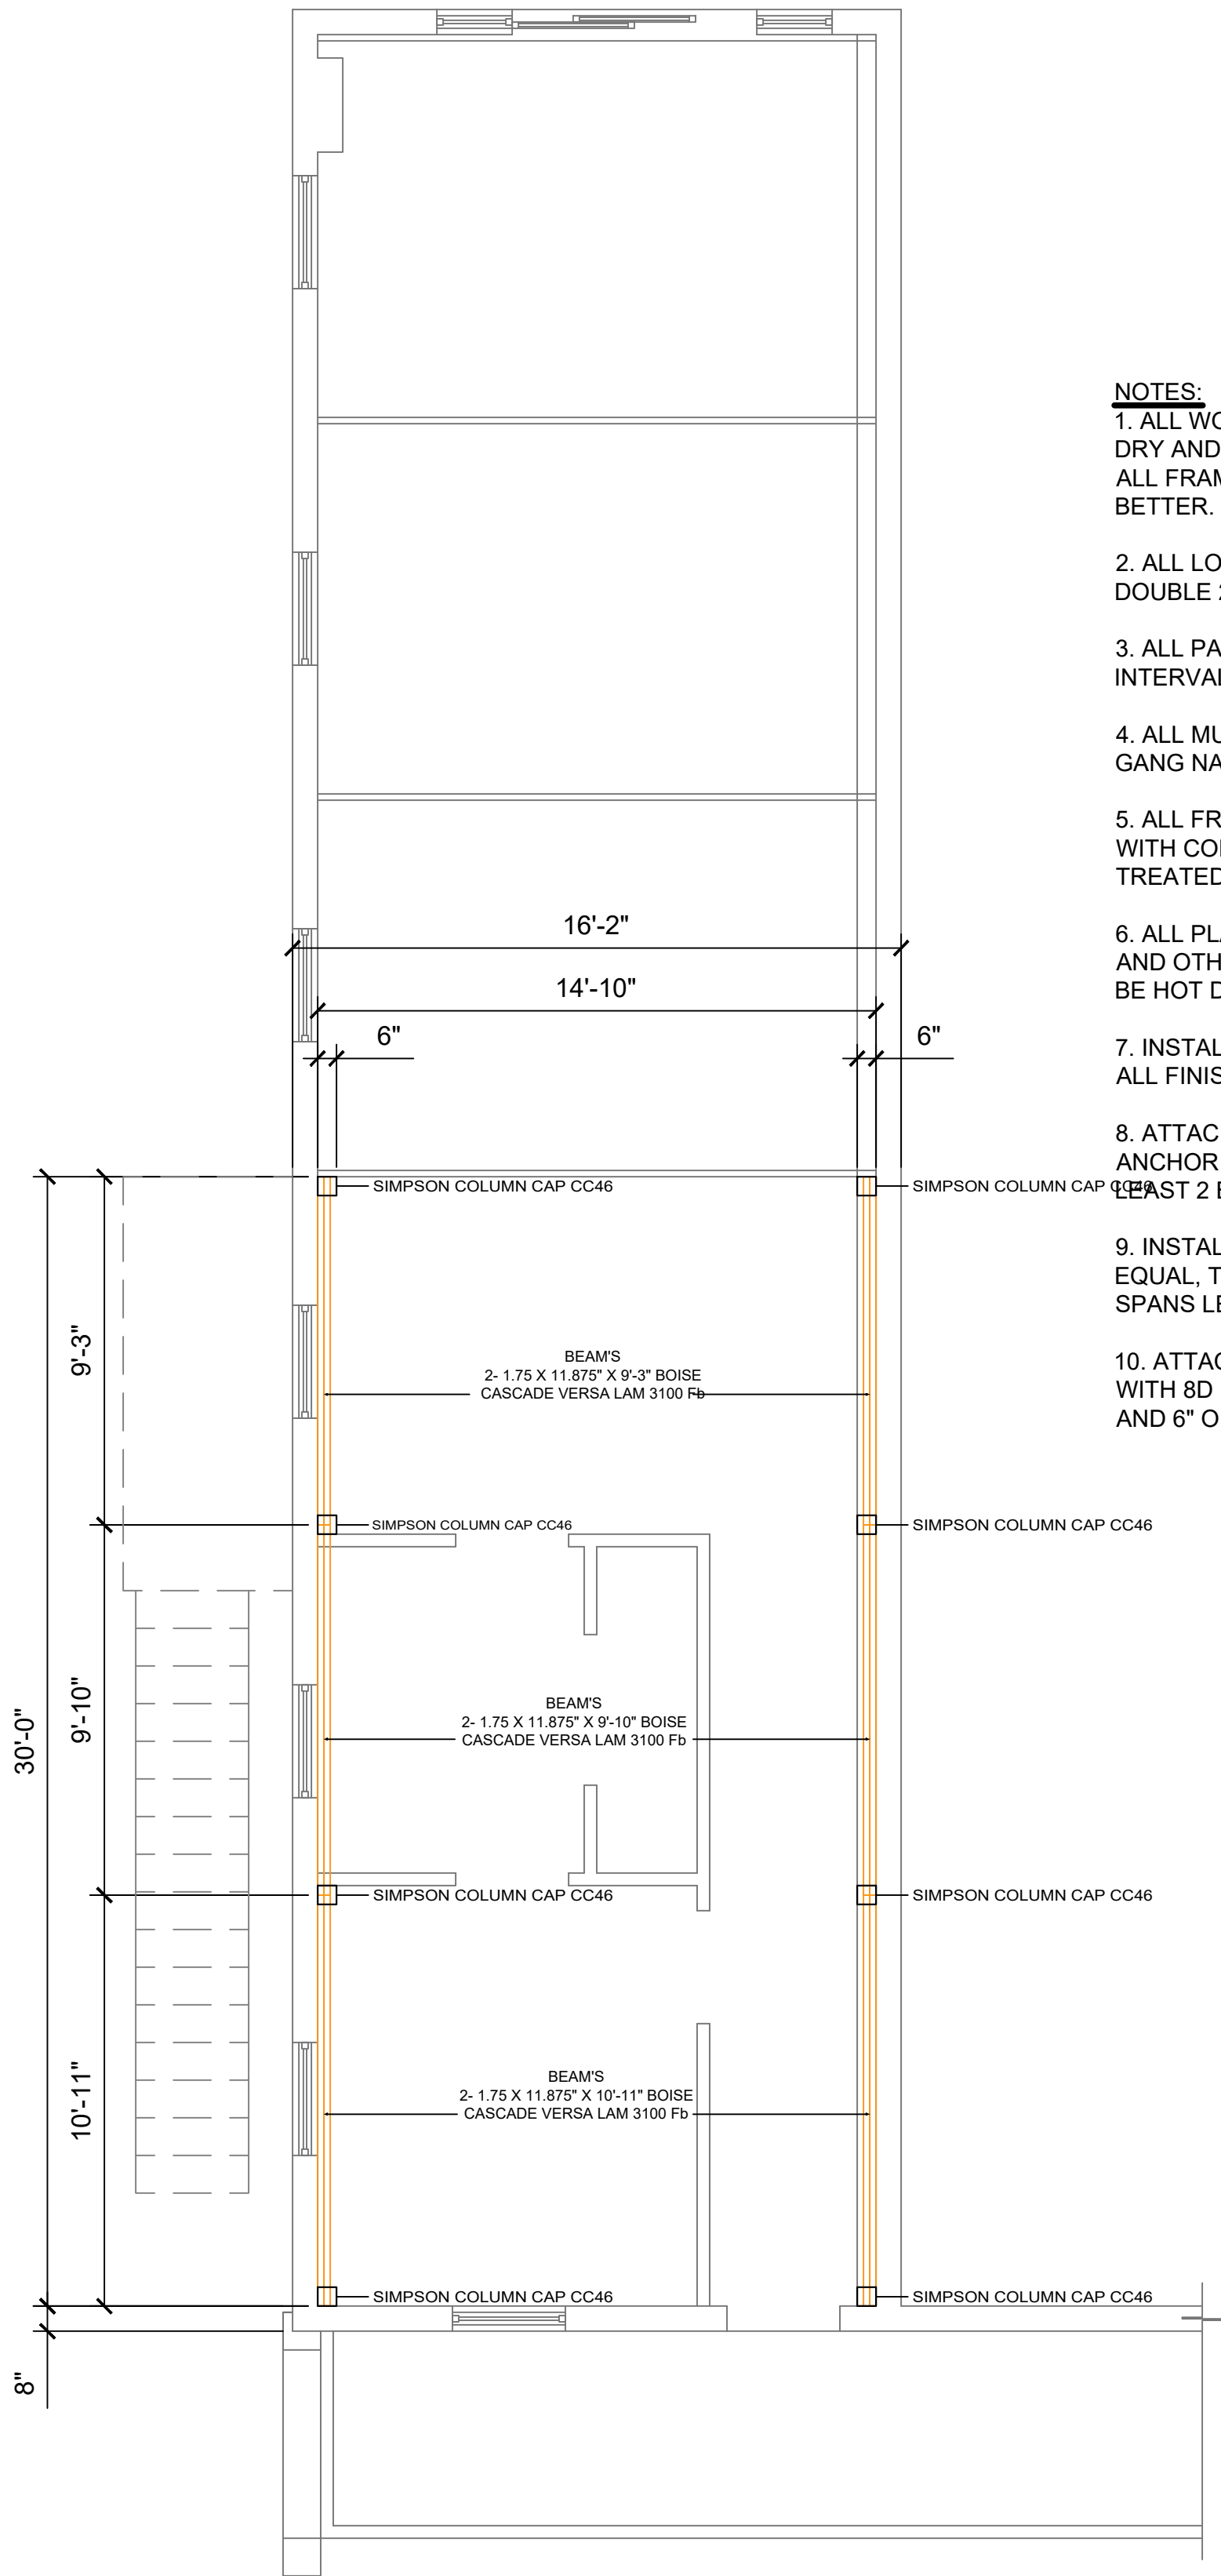 NOTES:
1. ALL WO
DRY AND
ALL FRAM
BETTER.
2. ALL LO
DOUBLE 2
3. ALL PA
INTERVAL
4. ALL MU
GANG NA
5. ALL FR
WITH CO
TREATED
6. ALL PLA
AND OTH
BE HOT D
7. INSTAL
ALL FINIS
8. ATTAC
ANCHOR
LEAST 2 E
9. INSTAL
EQUAL, T
SPANS LE
10. ATTAC
WITH 8D
AND 6" O
16'-2"
14'-10"
6"
6"
SIMPSON COLUMN CAP CC46
SIMPSON COLUMN CAP CC46
9'-3"
BEAM'S
2- 1.75 X 11.875" X 9'-3" BOISE
CASCADE VERSA LAM 3100 Fb
SIMPSON COLUMN CAP CC46
SIMPSON COLUMN CAP CC46
30'-0"
9'-10"
BEAM'S
2- 1.75 X 11.875" X 9'-10" BOISE
CASCADE VERSA LAM 3100 Fb
SIMPSON COLUMN CAP CC46
SIMPSON COLUMN CAP CC46
10'-11"
BEAM'S
2- 1.75 X 11.875" X 10'-11" BOISE
CASCADE VERSA LAM 3100 Fb
SIMPSON COLUMN CAP CC46
SIMPSON COLUMN CAP CC46
8"